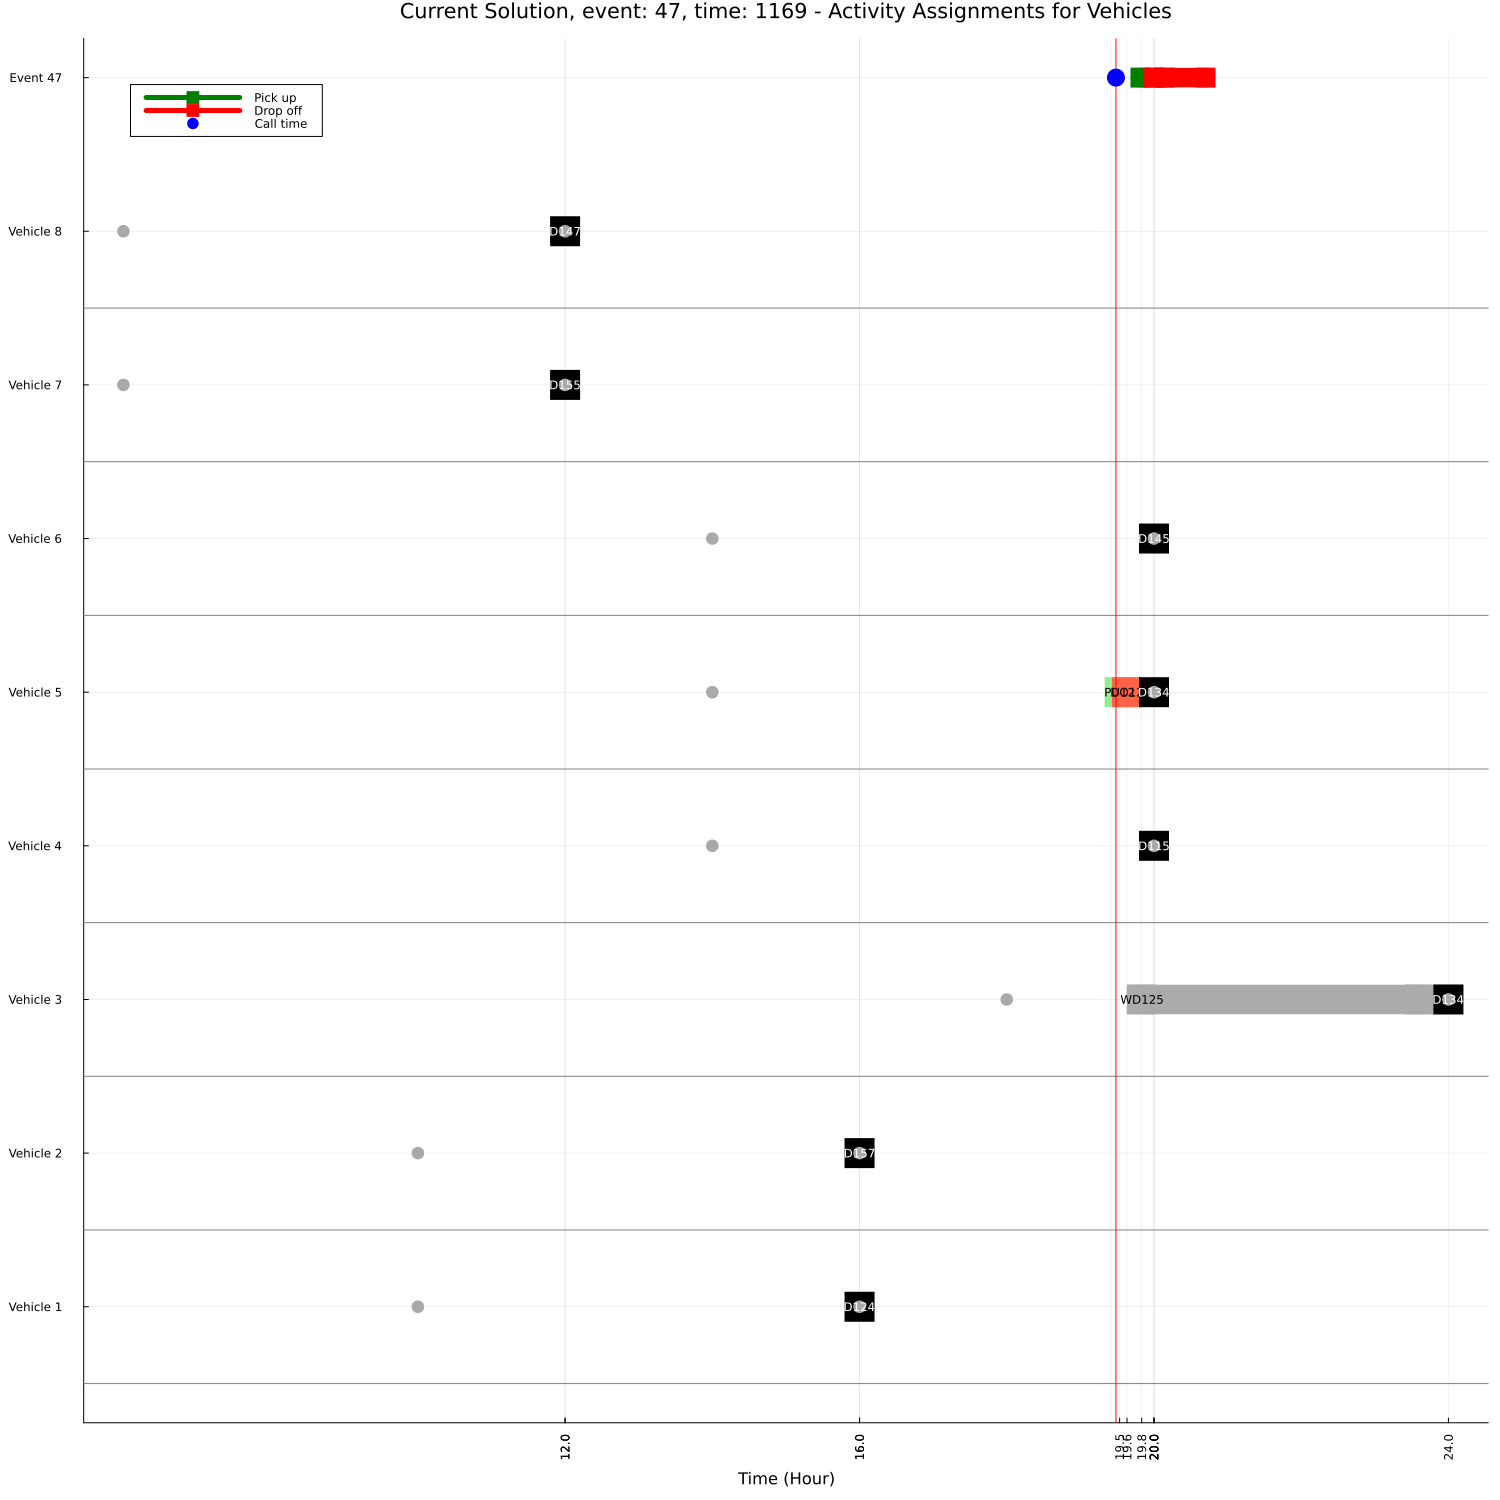 Current Solution, event: 47, time: 1169 - Activity Assignments for Vehicles
Event 47
Pick up
Drop off
Call time
Vehicle 8
D147
Vehicle 7
D155
Vehicle 6
D145
Vehicle 5
D134
Vehicle 4
D115
Vehicle 3
WD125
D134
Vehicle 2
D157
Vehicle 1
D124
12.0
16.0
19.5
19.6
19.8
20.0
24.0
Time (Hour)